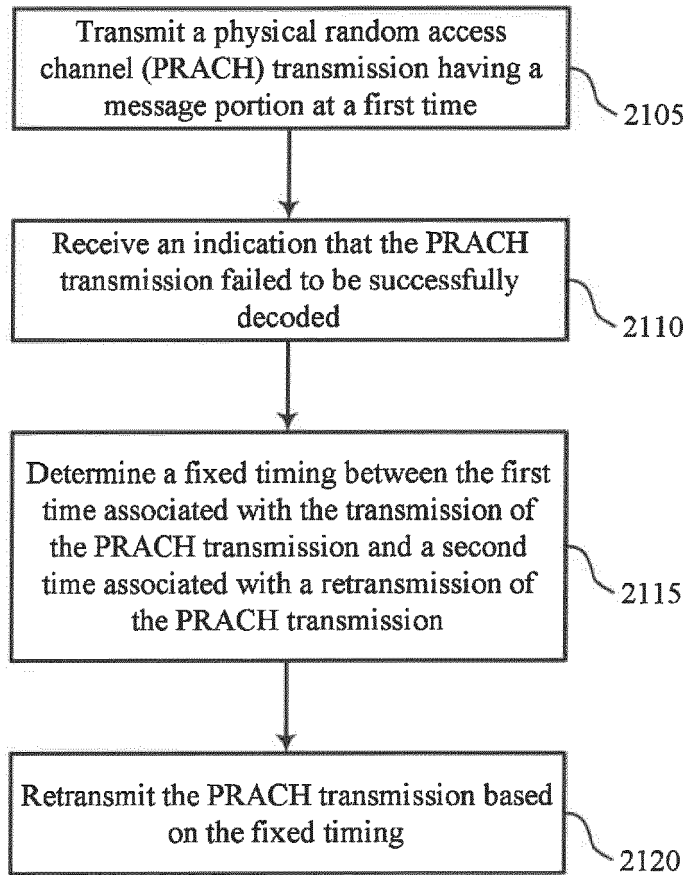 Transmit a physical random access
channel (PRACH) transmission having a
message portion at a first time
2105
Receive an indication that the PRACH
transmission failed to be successfully
decoded
2110
Determine a fixed timing between the first
time associated with the transmission of
the PRACH transmission and a second
time associated with a retransmission of
the PRACH transmission
2115
Retransmit the PRACH transmission based
on the fixed timing
2120